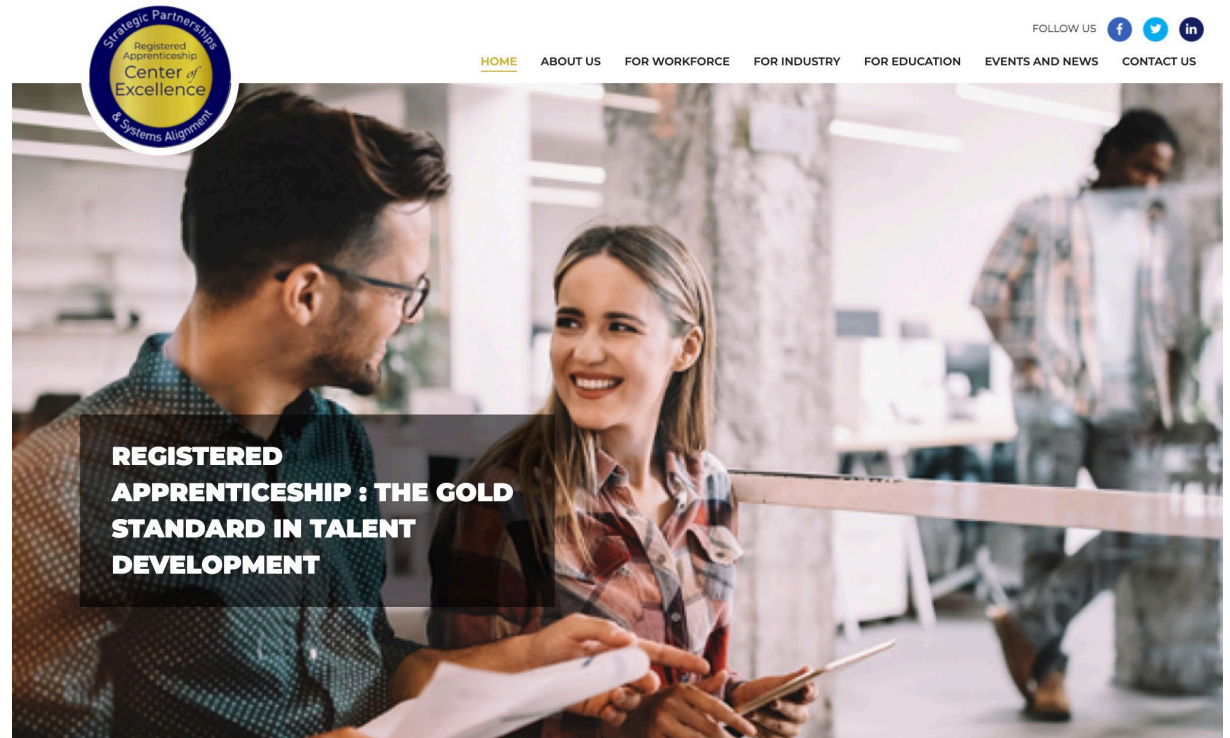 Strategic Partnerships
Registered
Apprenticeship
Center of
Excellence
& Systems Alignment
FOLLOW US
f
in
HOME ABOUT US FOR WORKFORCE FOR INDUSTRY FOR EDUCATION EVENTS AND NEWS CONTACT US
REGISTERED
APPRENTICESHIP : THE GOLD
STANDARD IN TALENT
DEVELOPMENT